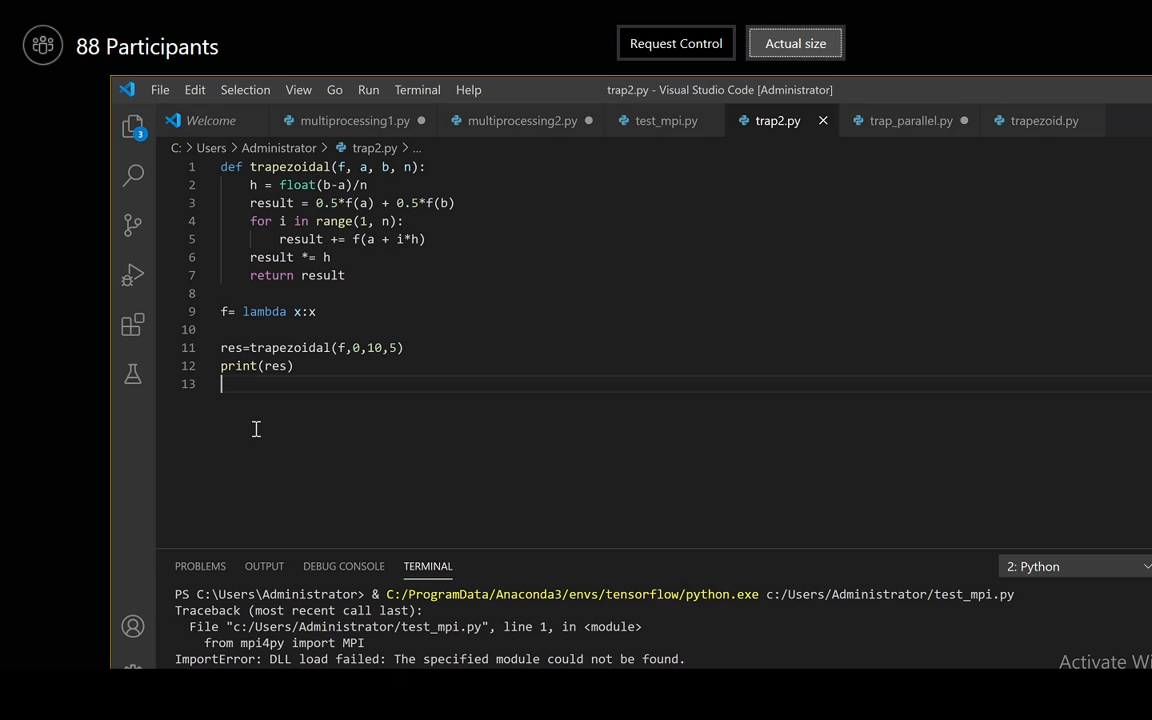 88 Participants
Request Control
Actual size
File Edit Selection View Go Run Terminal Help
trap2.py - Visual Studio Code [Administrator]
3
Welcome
multiprocessing1.py
multiprocessing2.py
test_mpi.py
trap2.py
trap_parallel.py
trapezoid.py
C: > Users > Administrator > trap2.py > ...
1 def trapezoidal(f, a, b, n):
2     h = float(b-a)/n
3     result = 0.5*f(a) + 0.5*f(b)
4     for i in range(1, n):
5         result += f(a + i*h)
6     result *= h
7     return result
8
9 f= lambda x:x
10
11 res=trapezoidal(f,0,10,5)
12 print(res)
13
PROBLEMS OUTPUT DEBUG CONSOLE TERMINAL
2: Python
PS C:\Users\Administrator> & C:/ProgramData/Anaconda3/envs/tensorflow/python.exe c:/Users/Administrator/test_mpi.py
Traceback (most recent call last):
  File "c:/Users/Administrator/test_mpi.py", line 1, in <module>
    from mpi4py import MPI
ImportError: DLL load failed: The specified module could not be found.
Activate Wi